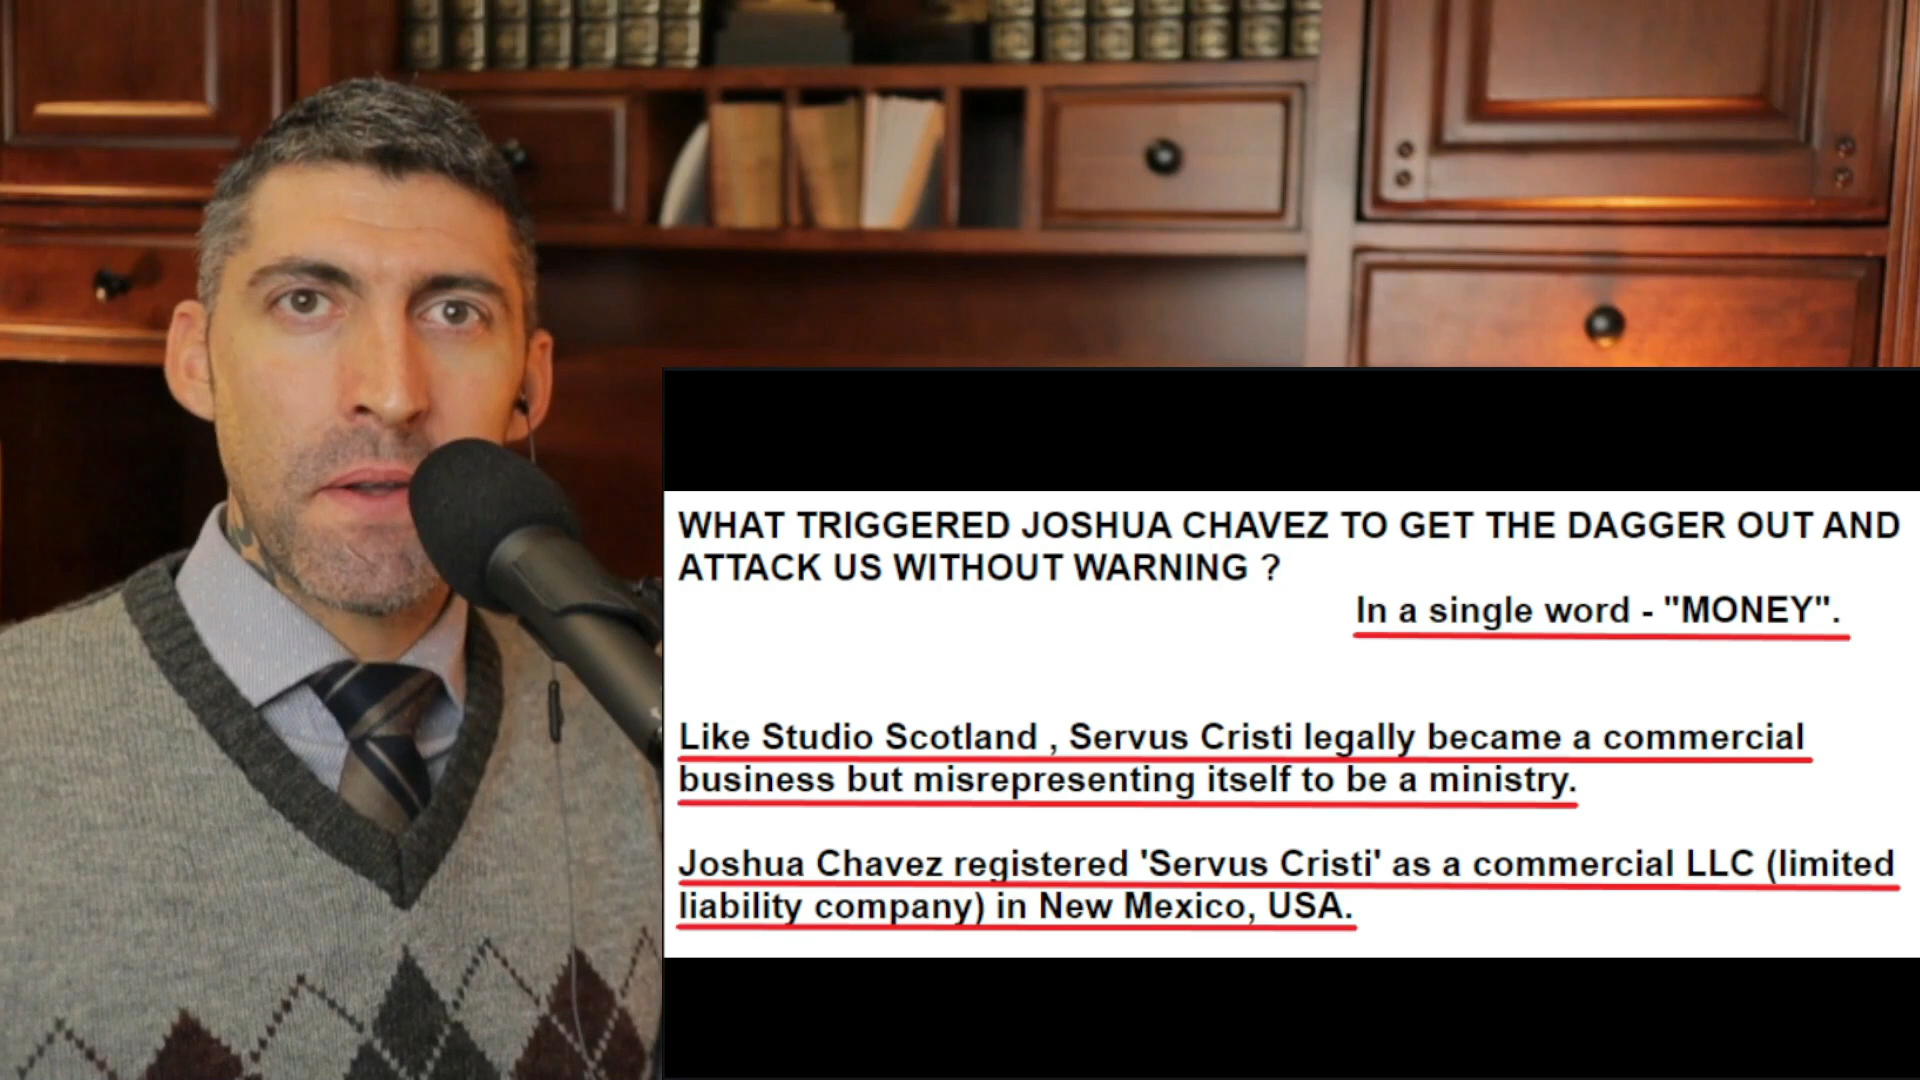 WHAT TRIGGERED JOSHUA CHAVEZ TO GET THE DAGGER OUT AND
ATTACK US WITHOUT WARNING ?
In a single word - "MONEY".
Like Studio Scotland , Servus Cristi legally became a commercial
business but misrepresenting itself to be a ministry.
Joshua Chavez registered 'Servus Cristi' as a commercial LLC (limited
liability company) in New Mexico, USA.